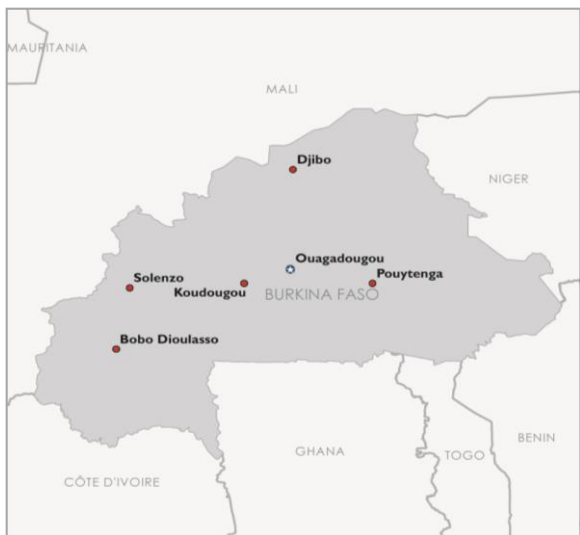 MAURITANIA
MALI
Djibo
NIGER
Ouagadougou
Solenzo
Pouytenga
Koudougou
BURKINA FASO
Bobo Dioulasso
BENIN
GHANA
TOGO
CÔTE D'IVOIRE